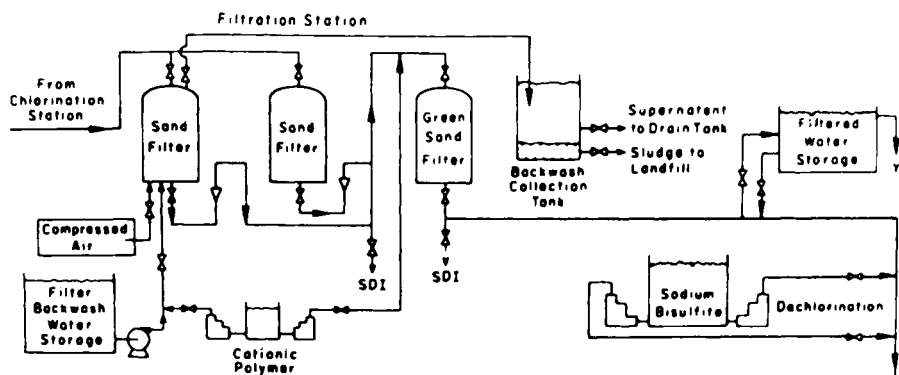 Filtration Station
From
Chlorination
Station
Sand
Filter
Sand
Filter
Green
Sand
Filter
Supernatent
to Drain Tank
Sludge to
Landfill
Backwash
Collection
Tank
Filtered
Water
Storage
Y
Compressed
Air
SDI
SDI
Filter
Backwash
Water
Storage
Cationic
Polymer
Sodium
Bisulfite
Dechlorination